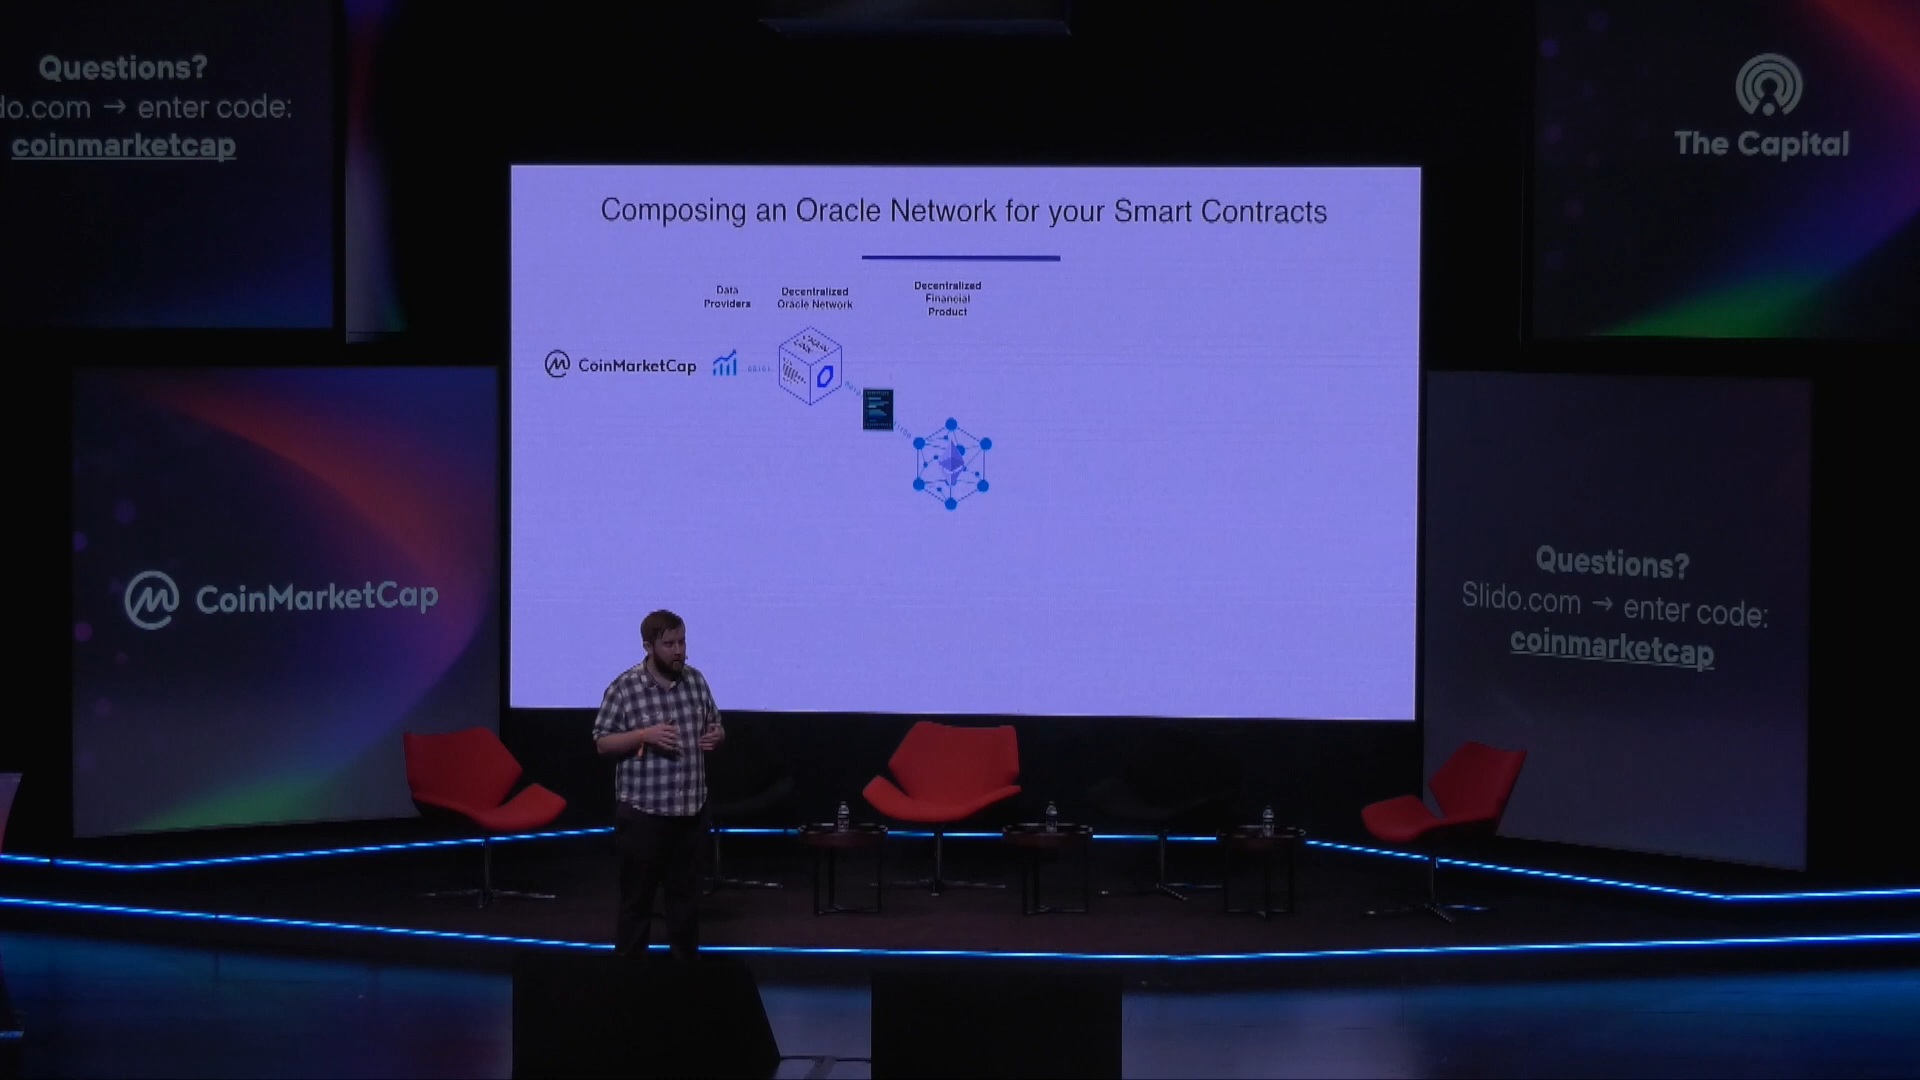 Questions?
do.com → enter code:
coinmarketcap
The Capital
Composing an Oracle Network for your Smart Contracts
Data
Providers
Decentralized
Oracle Network
Decentralized
Financial
Product
CoinMarketCap
CoinMarketCap
Questions?
Slido.com → enter code:
coinmarketcap